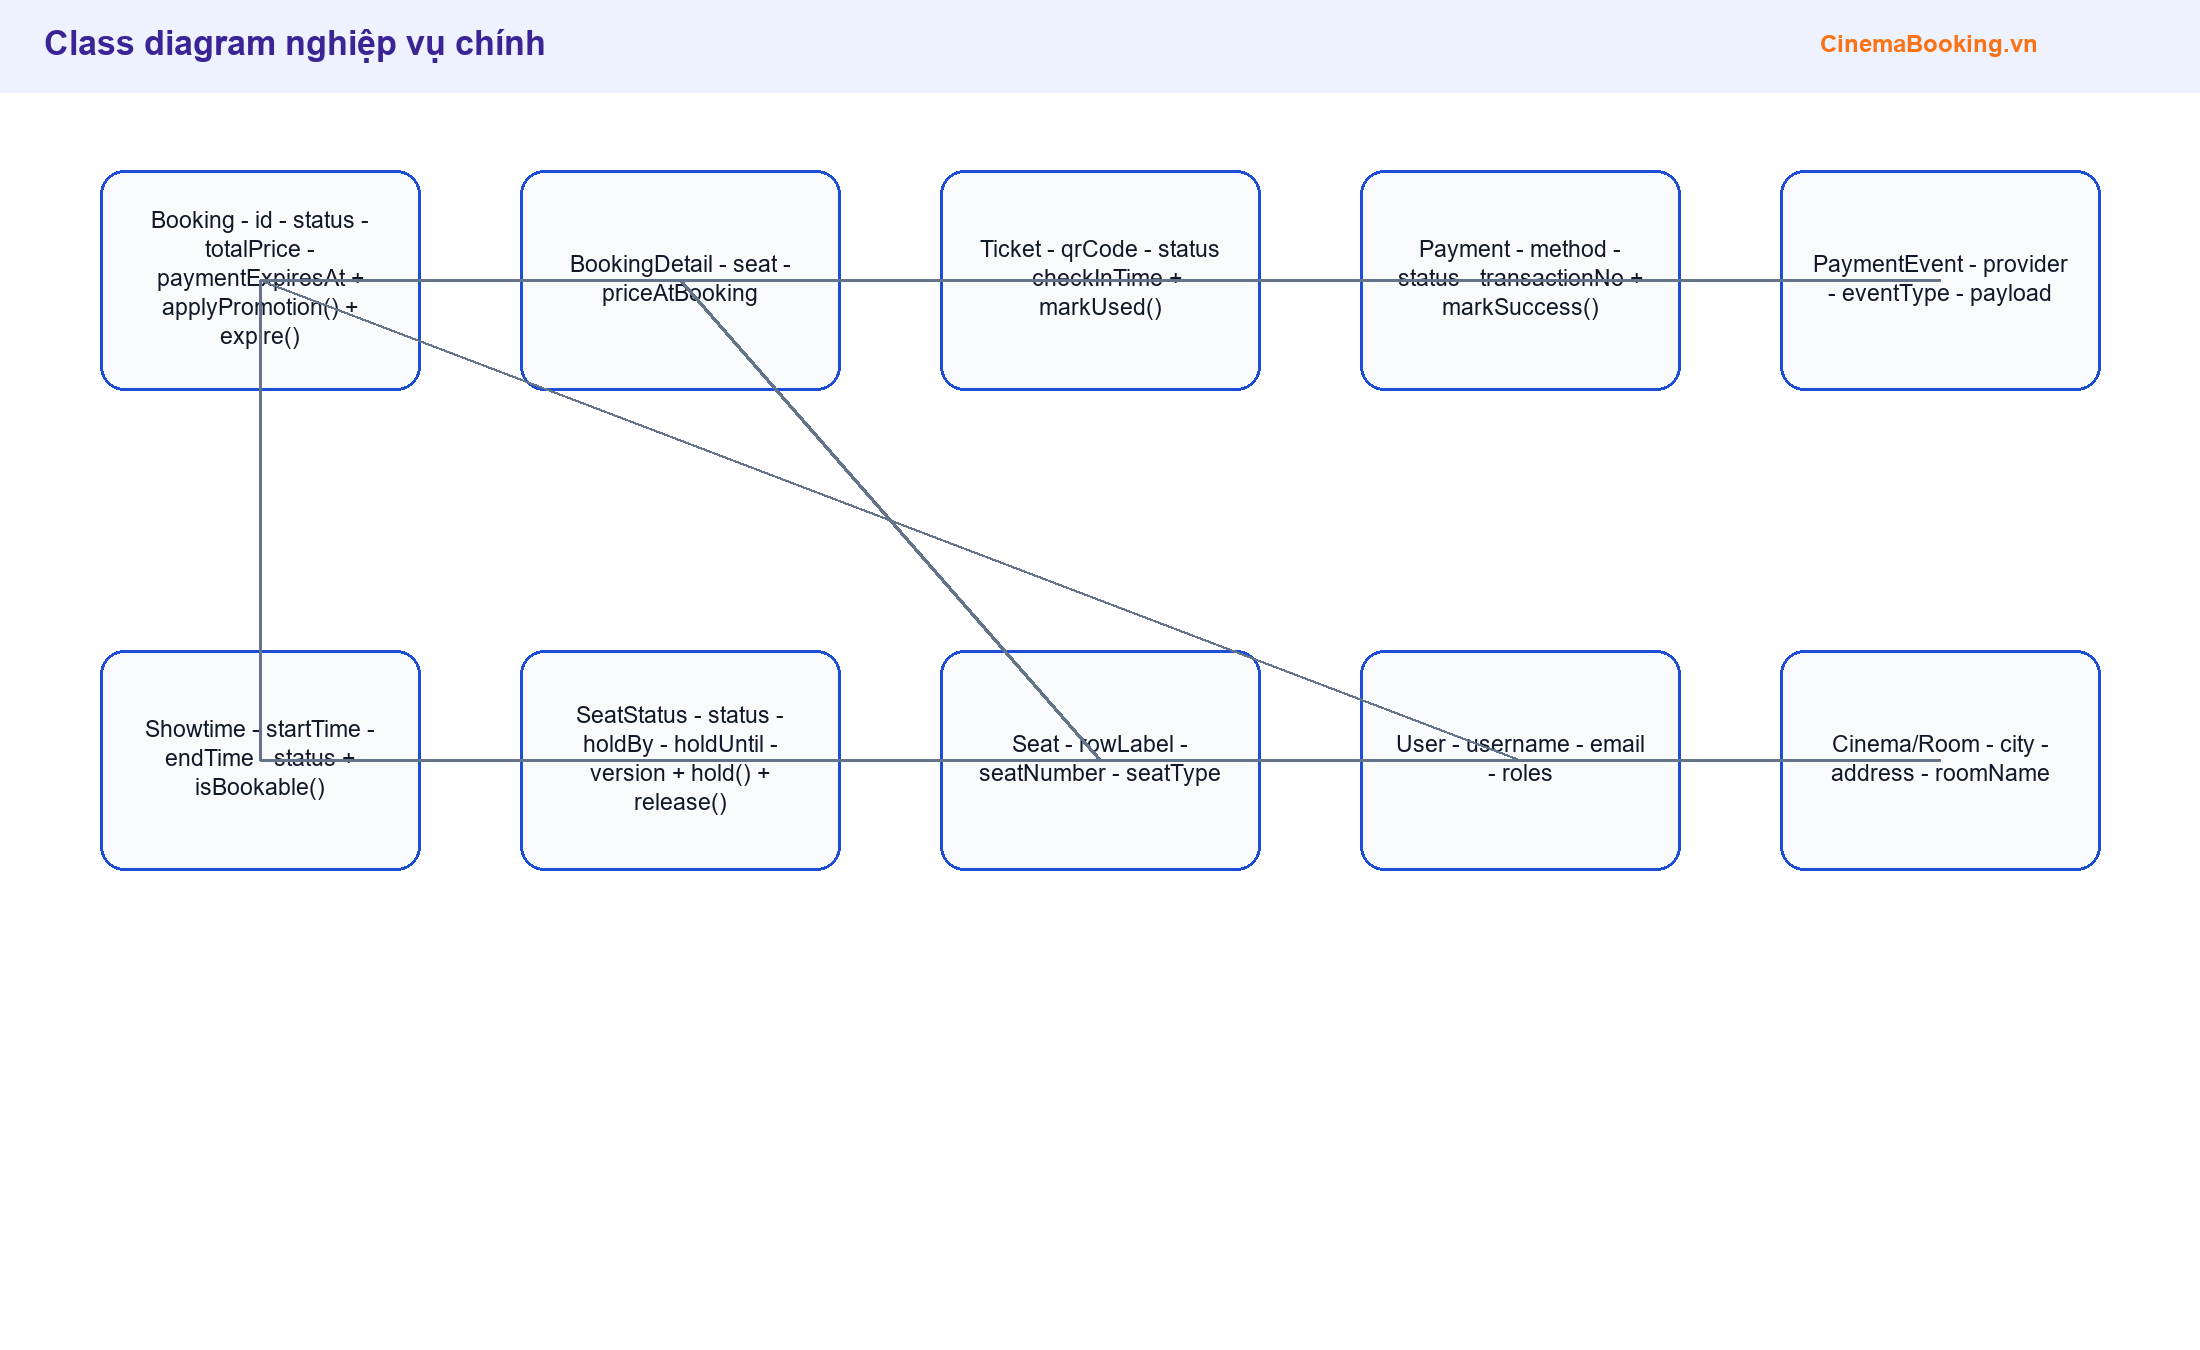 Class diagram nghiệp vụ chính
CinemaBooking.vn
Booking - id - status -
totalPrice -
paymentExpiresAt +
applyPromotion() +
expire()
BookingDetail - seat -
priceAtBooking
Ticket - qrCode - status
- checkInTime +
markUsed()
Payment - method -
status - transactionNo +
markSuccess()
PaymentEvent - provider
- eventType - payload
Showtime - startTime -
endTime - status +
isBookable()
SeatStatus - status -
holdBy - holdUntil -
version + hold() +
release()
Seat - rowLabel -
seatNumber - seatType
User - username - email
- roles
Cinema/Room - city -
address - roomName